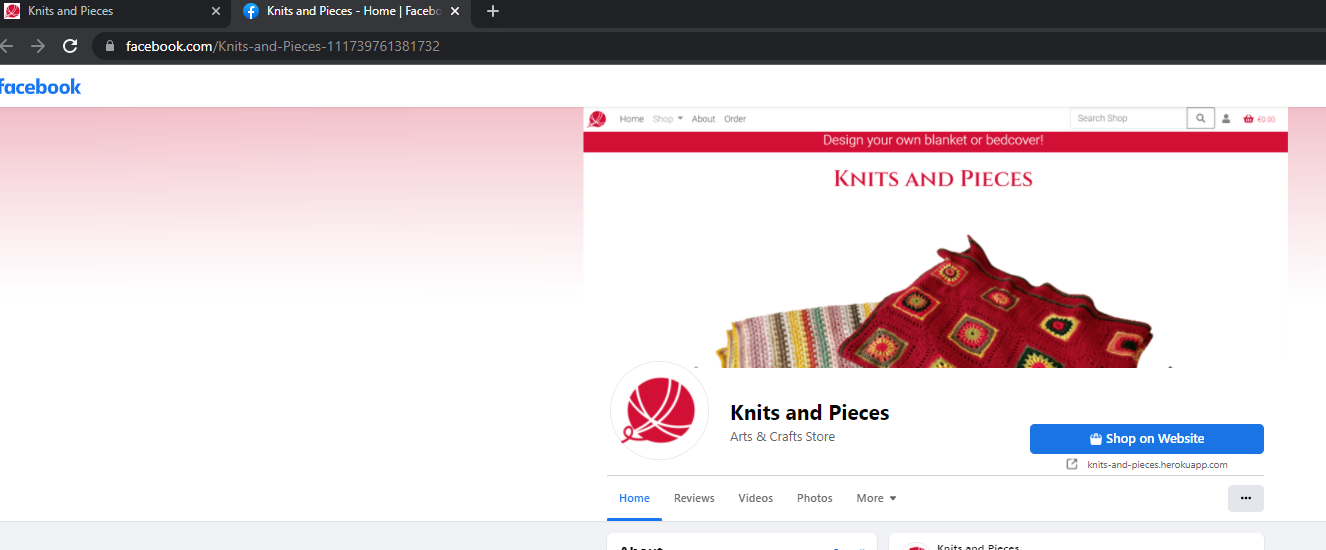 Knits and Pieces
Knits and Pieces - Home | Facebo
facebook.com/Knits-and-Pieces-111739761381732
facebook
Home Shop About Order Search Shop €0.00
Design your own blanket or bedcover!
KNITS AND PIECES
Knits and Pieces
Arts & Crafts Store
Shop on Website
knits-and-pieces.herokuapp.com
Home Reviews Videos Photos More
About
Knits and Pieces